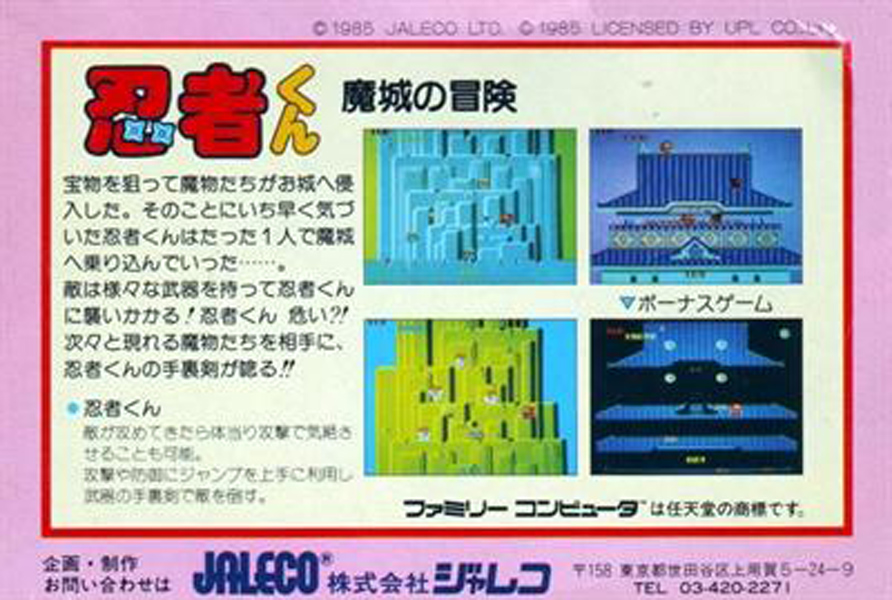 ©1985 JALECO LTD. ©1985 LICENSED BY UPL CO.,
忍者くん 魔城の冒険
宝物を狙って魔物たちがお城へ侵
入した。そのことにいち早く気づ
いた忍者くんはたった1人で魔城
へ乗り込んでいった……。
敵は様々な武器を持って忍者くん
に襲いかかる!忍者くん 危い?!
次々と現れる魔物たちを相手に、
忍者くんの手裏剣が唸る!!
●忍者くん
敵が攻めてきたら体当り攻撃で気絶さ
せることも可能。
攻撃や防御にジャンプを上手に利用し
武器の手裏剣で敵を倒す。
▼ボーナスゲーム
ファミリー コンピュータ™は任天堂の商標です。
企画・制作
お問い合わせは
JALECO® 株式会社ジャレコ
〒158 東京都世田谷区上用賀5-24-9
TEL 03-420-2271